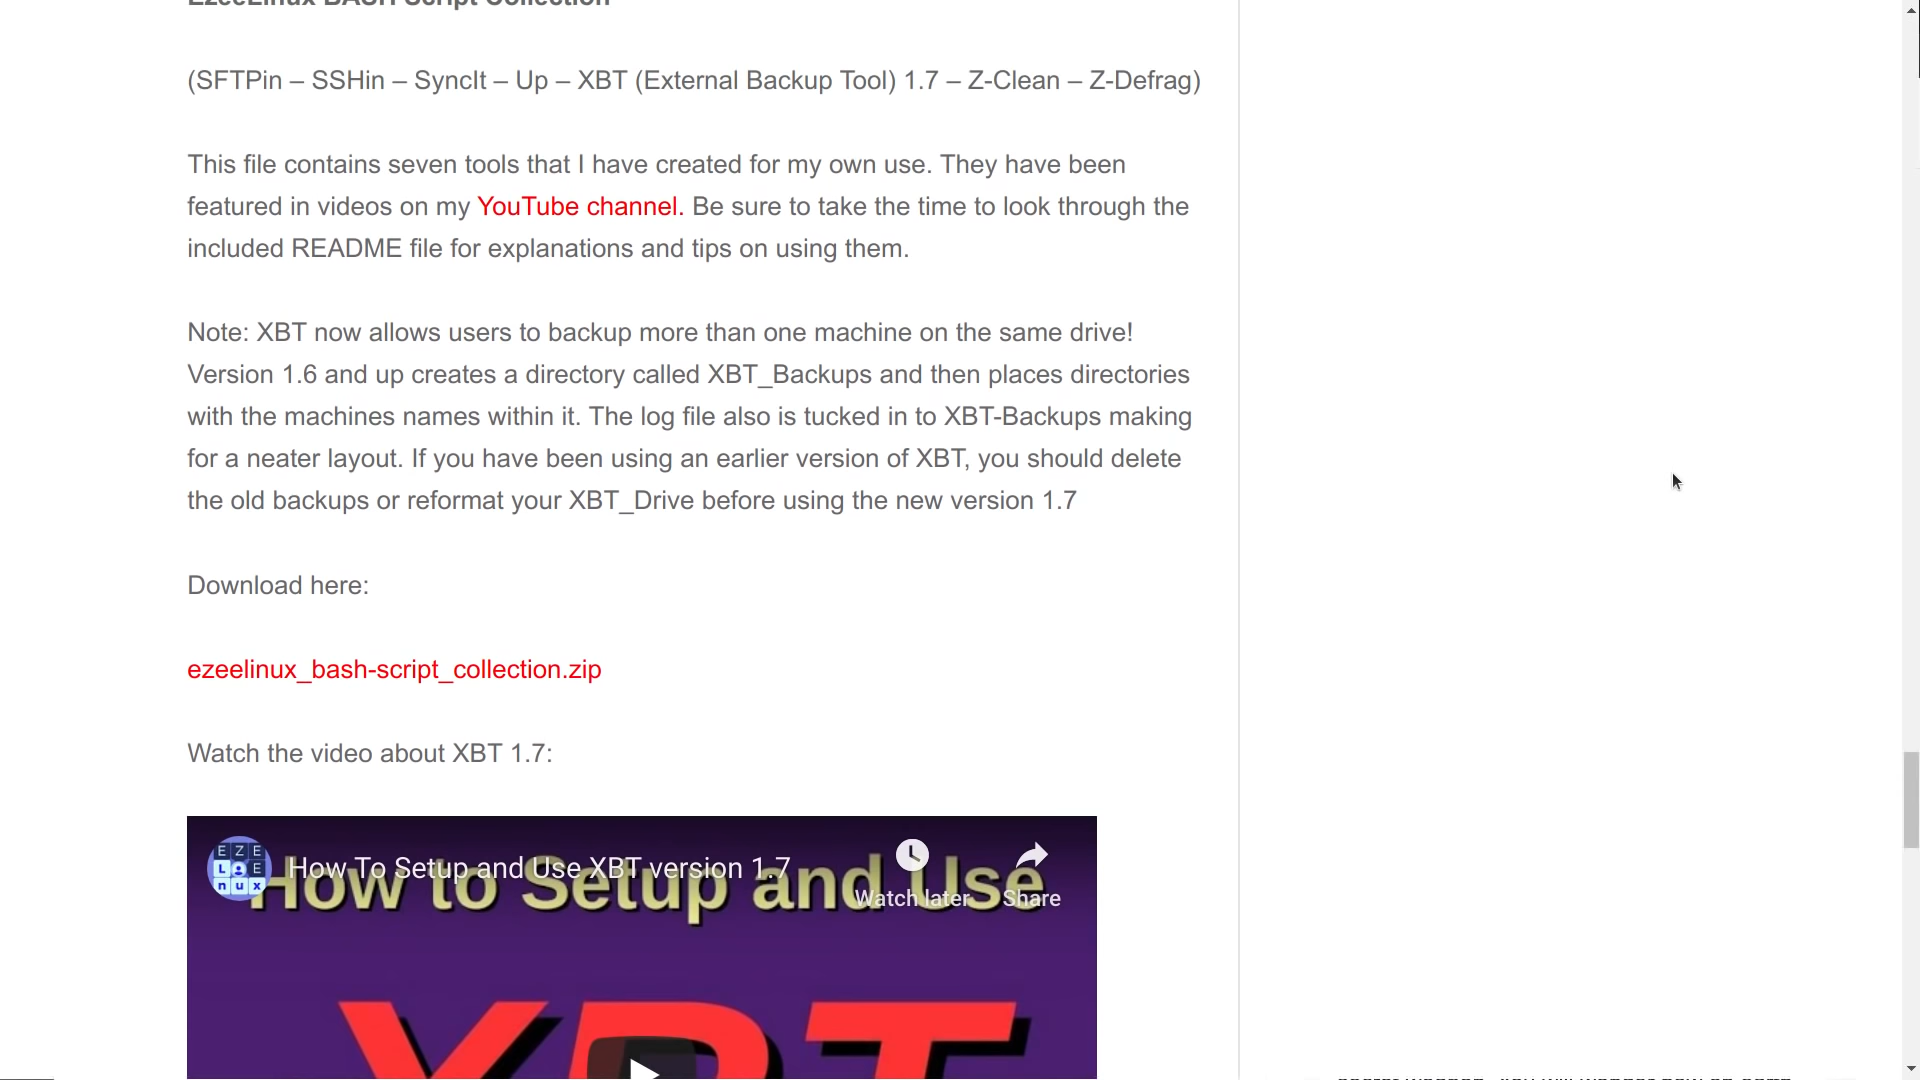 EzeeLinux BASH Script Collection
(SFTPin – SSHin – SyncIt – Up – XBT (External Backup Tool) 1.7 – Z-Clean – Z-Defrag)
This file contains seven tools that I have created for my own use. They have been
featured in videos on my YouTube channel. Be sure to take the time to look through the
included README file for explanations and tips on using them.
Note: XBT now allows users to backup more than one machine on the same drive!
Version 1.6 and up creates a directory called XBT_Backups and then places directories
with the machines names within it. The log file also is tucked in to XBT-Backups making
for a neater layout. If you have been using an earlier version of XBT, you should delete
the old backups or reformat your XBT_Drive before using the new version 1.7
Download here:
ezeelinux_bash-script_collection.zip
Watch the video about XBT 1.7:
EZE
LE
nux
How To Setup and Use XBT version 1.7
Watch later
Share
How to Setup and Use
XBT